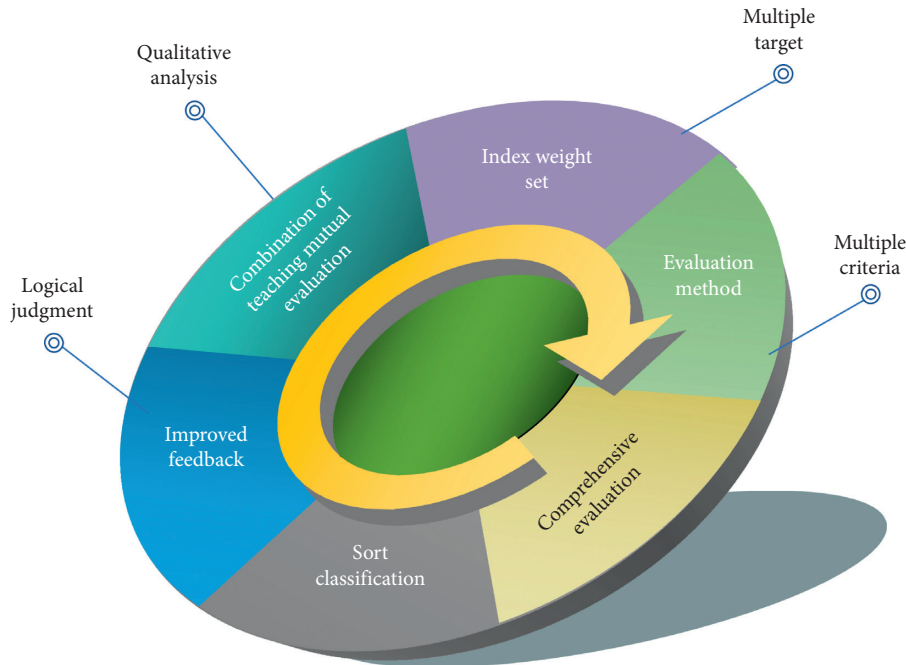 Multiple
target
Qualitative
analysis
Index weight
set
Combination of
teaching mutual
evaluation
Multiple
criteria
Evaluation
method
Logical
judgment
Improved
feedback
Comprehensive
evaluation
Sort
classification